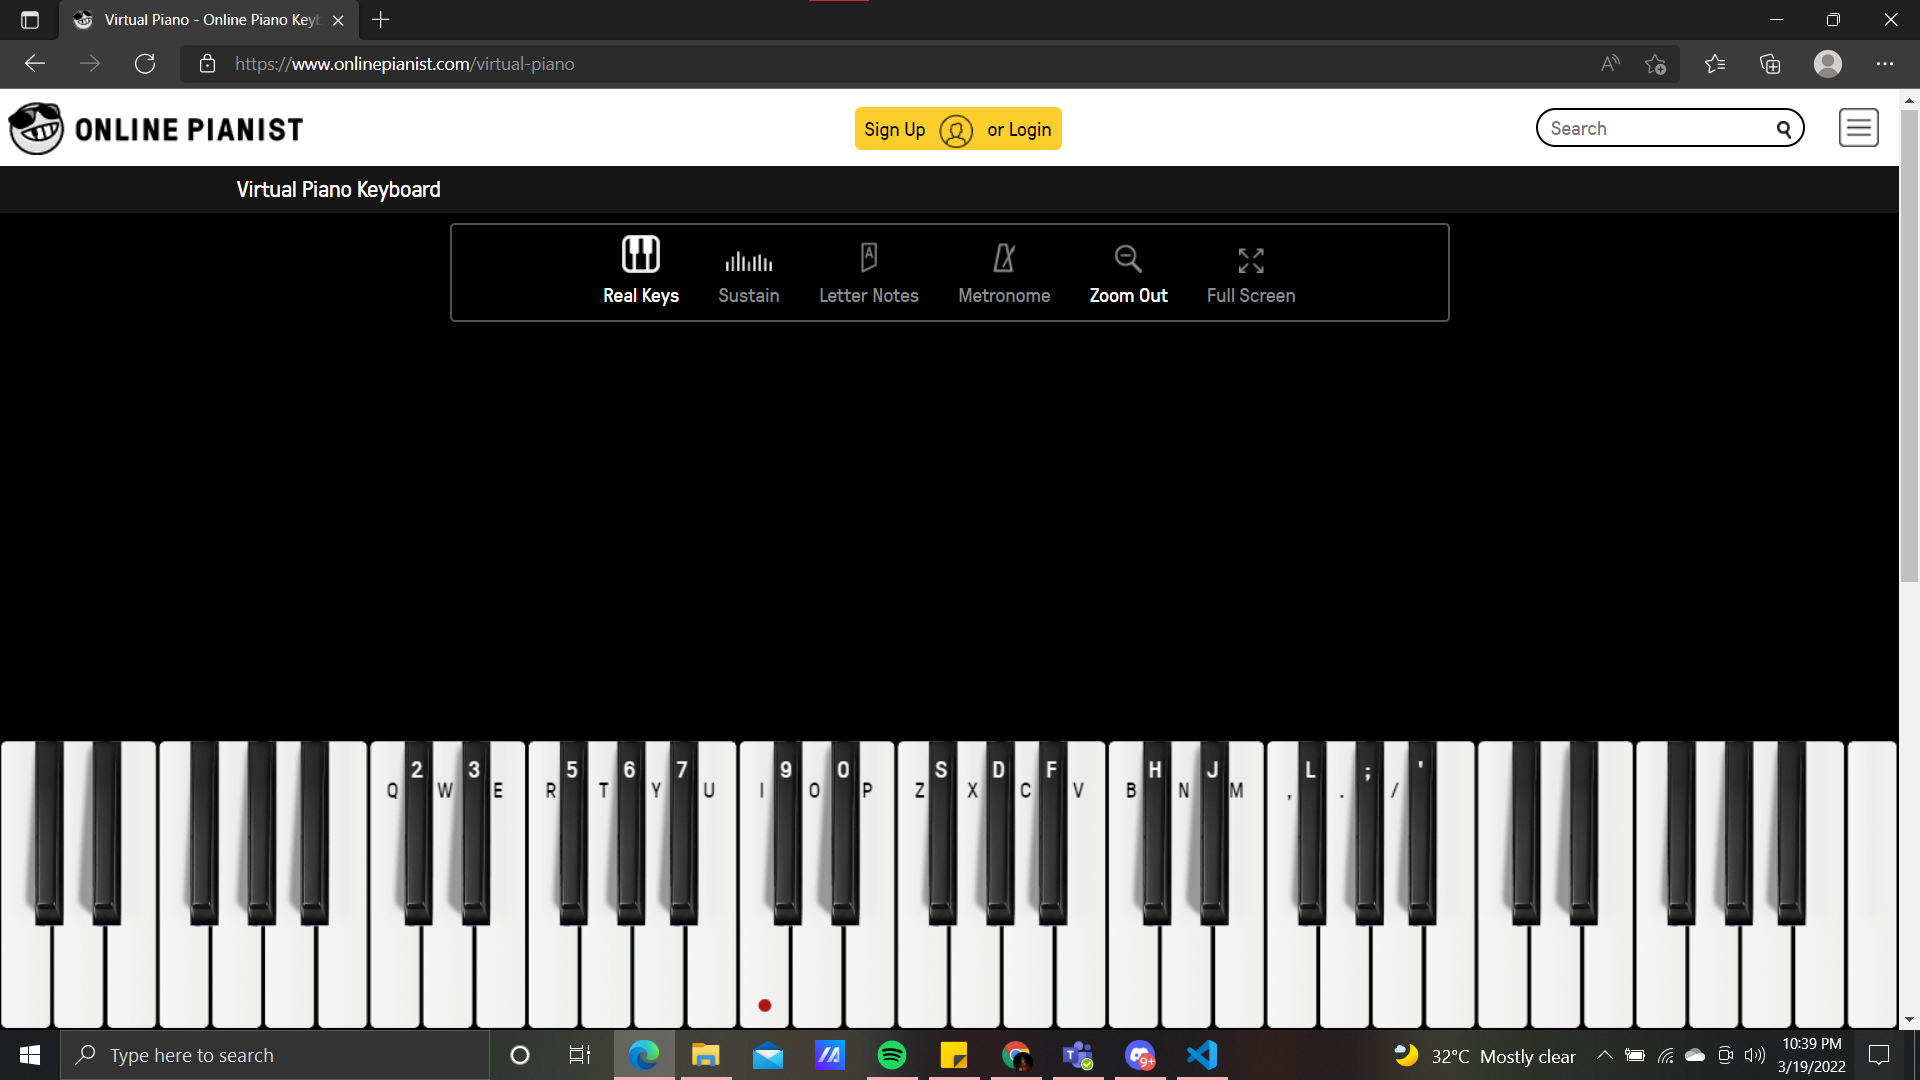 Virtual Piano - Online Piano Key
https://www.onlinepianist.com/virtual-piano
ONLINE PIANIST
Sign Up or Login
Search
Virtual Piano Keyboard
Real Keys
Sustain
A
Letter Notes
Metronome
Zoom Out
Full Screen
2 3 5 6 7 9 0 S D F H J L ; '
Q W E R T Y U I O P Z X C V B N M , . /
Type here to search
9+
32°C Mostly clear
10:39 PM
3/19/2022